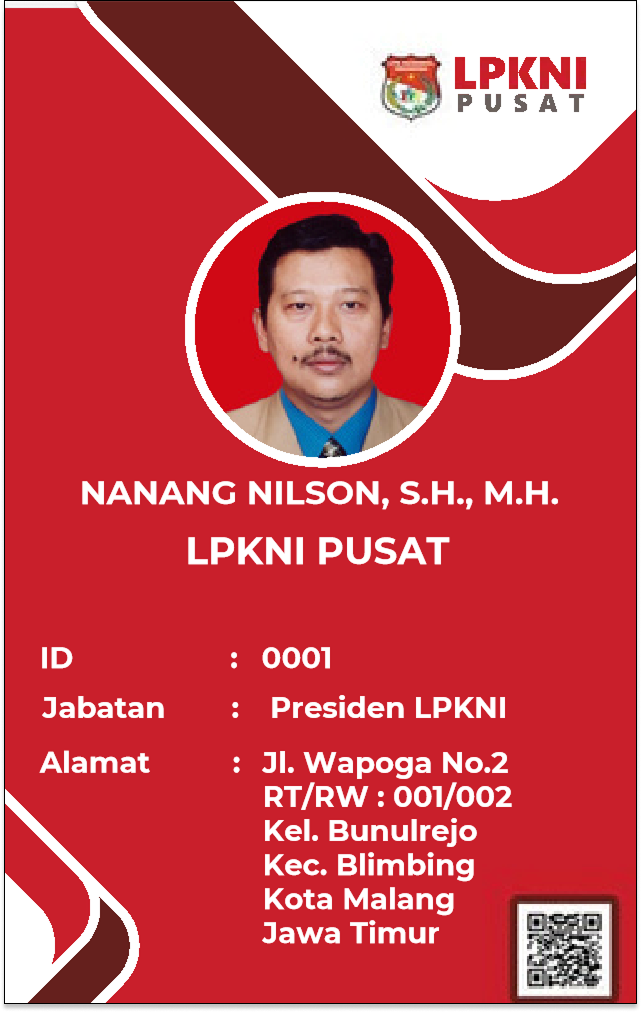 LPKNI
PUSAT
NANANG NILSON, S.H., M.H.
LPKNI PUSAT
ID : 0001
Jabatan : Presiden LPKNI
Alamat : Jl. Wapoga No.2
RT/RW : 001/002
Kel. Bunulrejo
Kec. Blimbing
Kota Malang
Jawa Timur